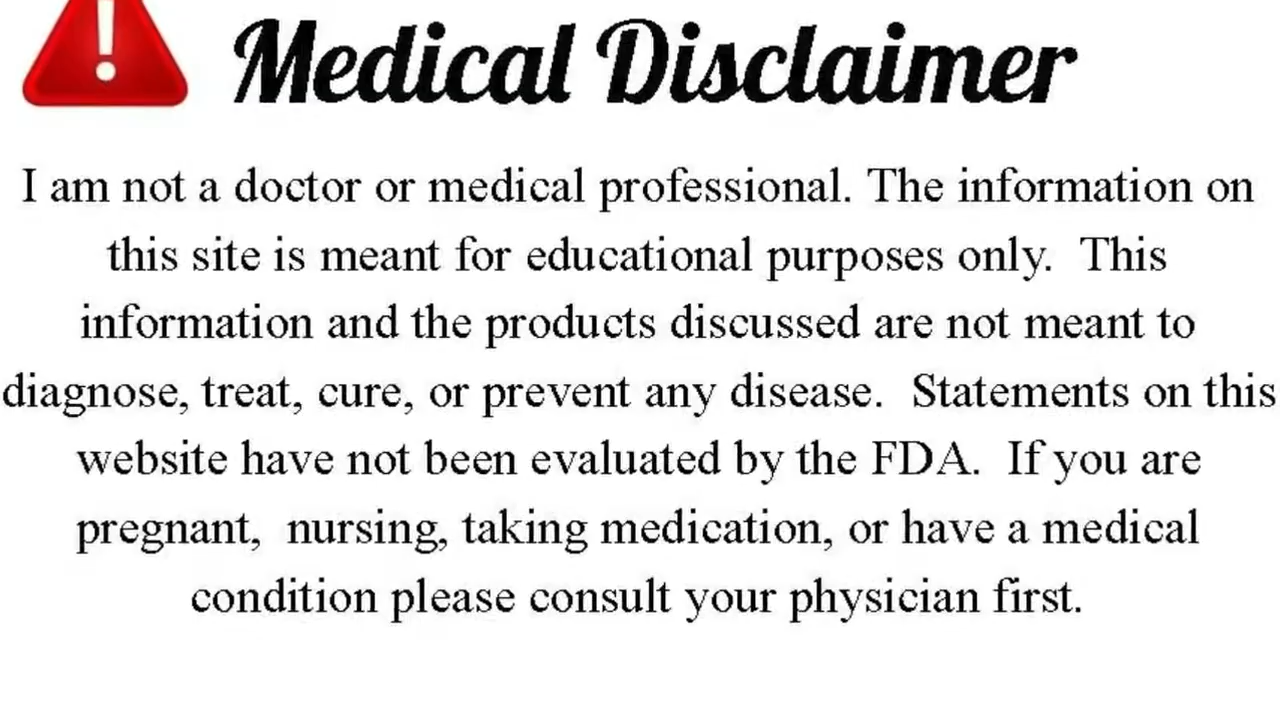 !
Medical Disclaimer
I am not a doctor or medical professional. The information on
this site is meant for educational purposes only.  This
information and the products discussed are not meant to
diagnose, treat, cure, or prevent any disease.  Statements on this
website have not been evaluated by the FDA.  If you are
pregnant,  nursing, taking medication, or have a medical
condition please consult your physician first.